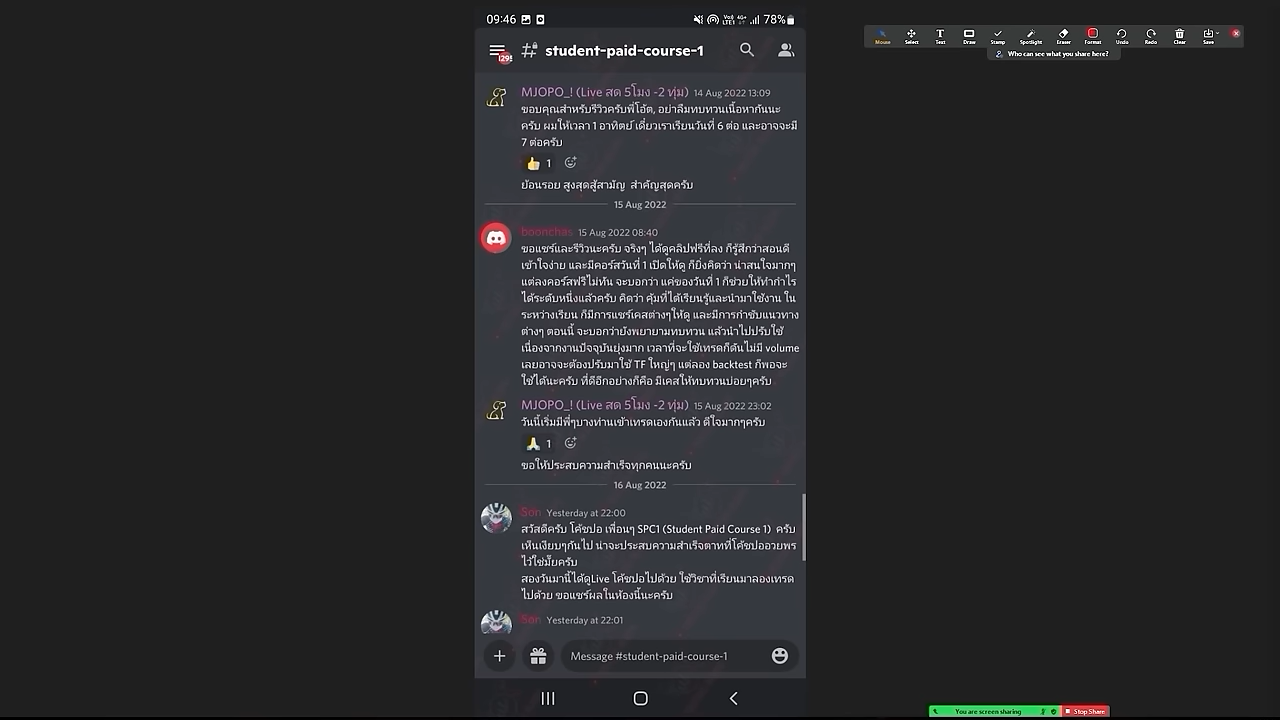 09:46
VoI) 4G+
LTE1
78%
Mouse
Select
Text
Draw
Stamp
Spotlight
Eraser
Format
Undo
Redo
Clear
Save
Who can see what you share here?
student-paid-course-1
MJOPO_! (Live สด 5โมง -2 ทุ่ม) 14 Aug 2022 13:09
ขอบคุณสำหรับรีวิวครับพี่โอ๊ต, อย่าลืมทบทวนเนื้อหากันนะ
ครับ ผมให้เวลา 1 อาทิตย์ เดี๋ยวเราเรียนวันที่ 6 ต่อ และอาจจะมี
7 ต่อครับ
1
ย้อนรอย สูงสุดสู้สามัญ สำคัญสุดครับ
15 Aug 2022
boonchas 15 Aug 2022 08:40
ขอแชร์และรีวิวนะครับ จริงๆ ได้ดูคลิปฟรีที่ลง ก็รู้สึกว่าสอนดี
เข้าใจง่าย และมีคอร์สวันที่ 1 เปิดให้ดู ก็ยิ่งคิดว่า น่าสนใจมากๆ
แต่ลงคอร์สฟรีไม่ทัน จะบอกว่า แค่ของวันที่ 1 ก็ช่วยให้ทำกำไร
ได้ระดับหนึ่งแล้วครับ คิดว่า คุ้มที่ได้เรียนรู้และนำมาใช้งาน ใน
ระหว่างเรียน ก็มีการแชร์เคสต่างๆให้ดู และมีการกำชับแนวทาง
ต่างๆ ตอนนี้ จะบอกว่ายังพยายามทบทวน แล้วนำไปปรับใช้
เนื่องจากงานปัจจุบันยุ่งมาก เวลาที่จะใช้เทรดก็ดันไม่มี volume
เลยอาจจะต้องปรับมาใช้ TF ใหญ่ๆ แต่ลอง backtest ก็พอจะ
ใช้ได้นะครับ ที่ดีอีกอย่างก็คือ มีเคสให้ทบทวนบ่อยๆครับ
MJOPO_! (Live สด 5โมง -2 ทุ่ม) 15 Aug 2022 23:02
วันนี้เริ่มมีพี่ๆบางท่านเข้าเทรดเองกันแล้ว ดีใจมากๆครับ
1
ขอให้ประสบความสำเร็จทุกคนนะครับ
16 Aug 2022
Son Yesterday at 22:00
สวัสดีครับ โค้ชปอ เพื่อนๆ SPC1 (Student Paid Course 1) ครับ
เห็นเงียบๆกันไป น่าจะประสบความสำเร็จตาทที่โค้ชปออวยพร
ไว้ใช่มั้ยครับ
สองวันมานี้ได้ดูLive โค้ชปอไปด้วย ใช้วิชาที่เรียนมาลองเทรด
ไปด้วย ขอแชร์ผลในห้องนี้นะครับ
Son Yesterday at 22:01
Message #student-paid-course-1
You are screen sharing
Stop Share